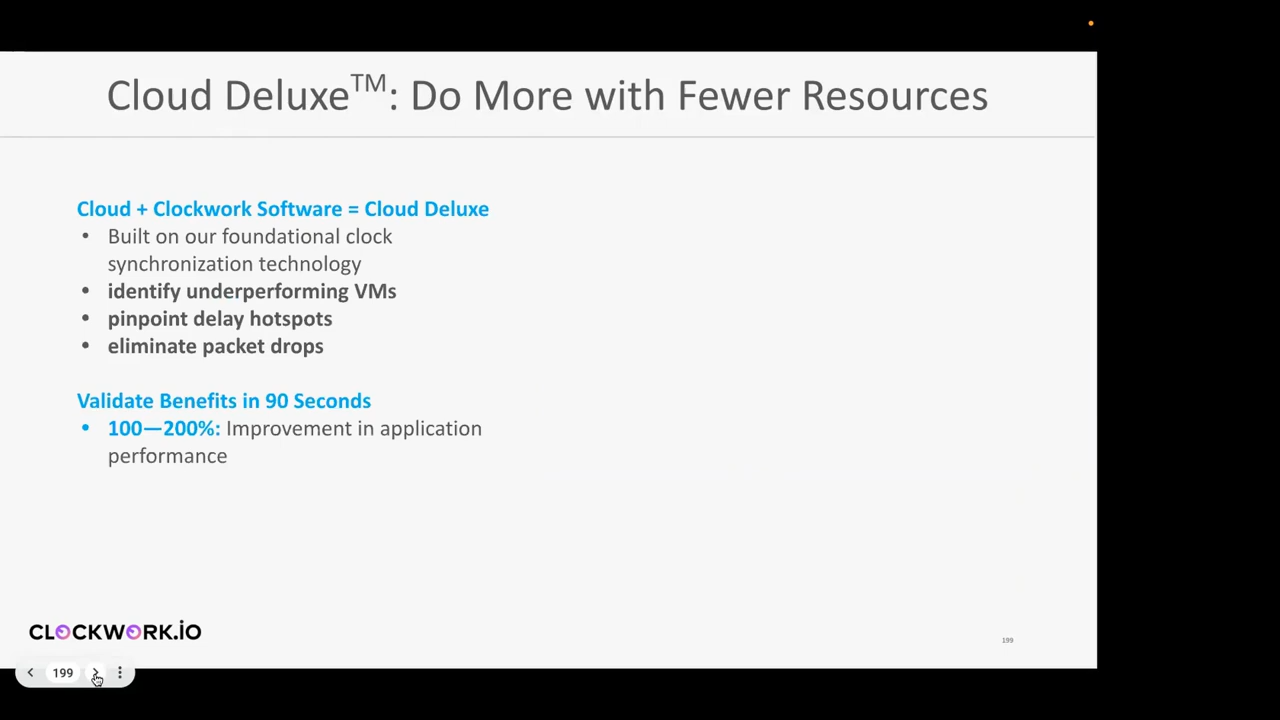 Cloud Deluxe™: Do More with Fewer Resources
Cloud + Clockwork Software = Cloud Deluxe
• Built on our foundational clock
synchronization technology
• identify underperforming VMs
• pinpoint delay hotspots
• eliminate packet drops
Validate Benefits in 90 Seconds
• 100—200%: Improvement in application
performance
CLOCKWORK.iO
199
199